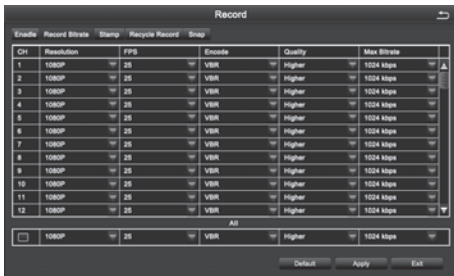 Record
Enadle Record Bitrate Stamp Recycle Record Snap
CH Resolution FPS Encode Quality Max Bitrate
1 1080P 25 VBR Higher 1024 kbps
2 1080P 25 VBR Higher 1024 kbps
3 1080P 25 VBR Higher 1024 kbps
4 1080P 25 VBR Higher 1024 kbps
5 1080P 25 VBR Higher 1024 kbps
6 1080P 25 VBR Higher 1024 kbps
7 1080P 25 VBR Higher 1024 kbps
8 1080P 25 VBR Higher 1024 kbps
9 1080P 25 VBR Higher 1024 kbps
10 1080P 25 VBR Higher 1024 kbps
11 1080P 25 VBR Higher 1024 kbps
12 1080P 25 VBR Higher 1024 kbps
All
1080P 25 VBR Higher 1024 kbps
Default Apply Exit